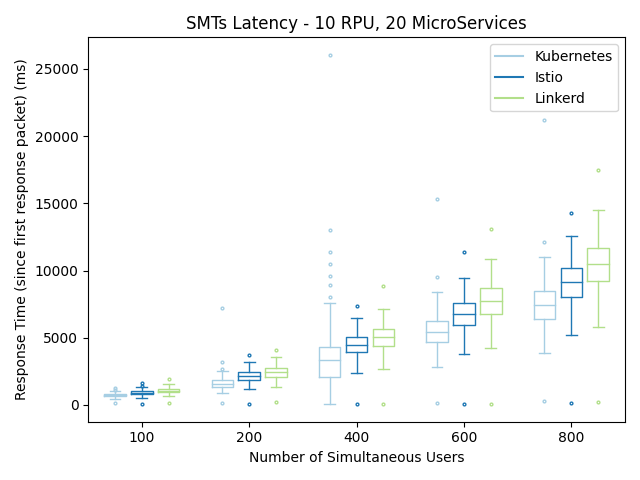 SMTs Latency - 10 RPU, 20 MicroServices
Response Time (since first response packet) (ms)
25000
20000
15000
10000
5000
0
Kubernetes
Istio
Linkerd
100 200 400 600 800
Number of Simultaneous Users